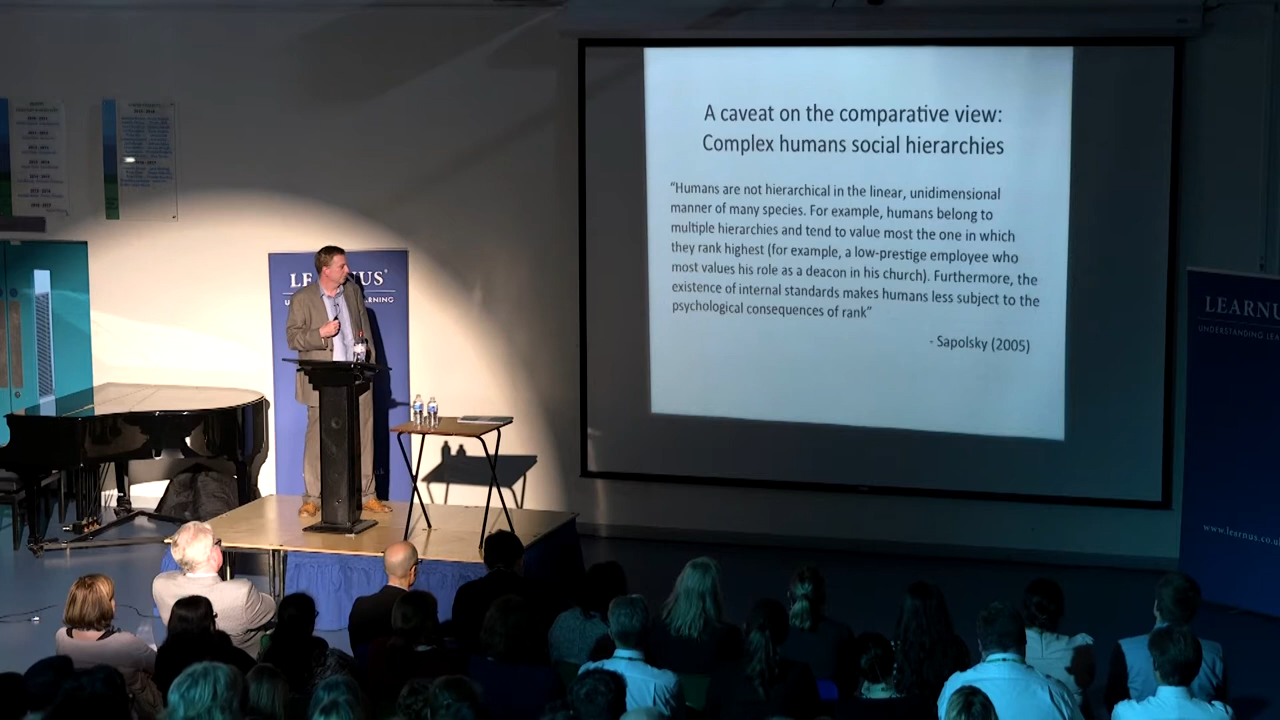 A caveat on the comparative view:
Complex humans social hierarchies
“Humans are not hierarchical in the linear, unidimensional
manner of many species. For example, humans belong to
multiple hierarchies and tend to value most the one in which
they rank highest (for example, a low-prestige employee who
most values his role as a deacon in his church). Furthermore, the
existence of internal standards makes humans less subject to the
psychological consequences of rank”
- Sapolsky (2005)
LEARNUS
UNDERSTANDING
www.learnus.co.u